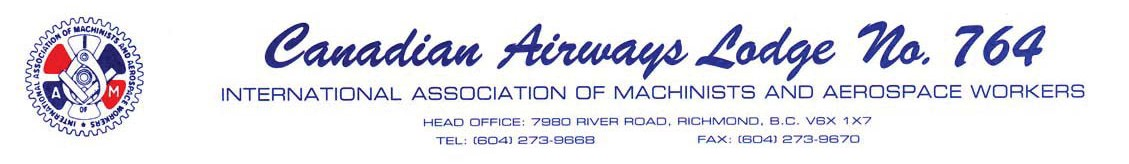 INTERNATIONAL ASSOCIATION OF MACHINISTS AND AEROSPACE WORKERS
I
A OF M
Canadian Airways Lodge No. 764
INTERNATIONAL ASSOCIATION OF MACHINISTS AND AEROSPACE WORKERS
HEAD OFFICE: 7980 RIVER ROAD, RICHMOND, B.C. V6X 1X7
TEL: (604) 273-9668 FAX: (604) 273-9670